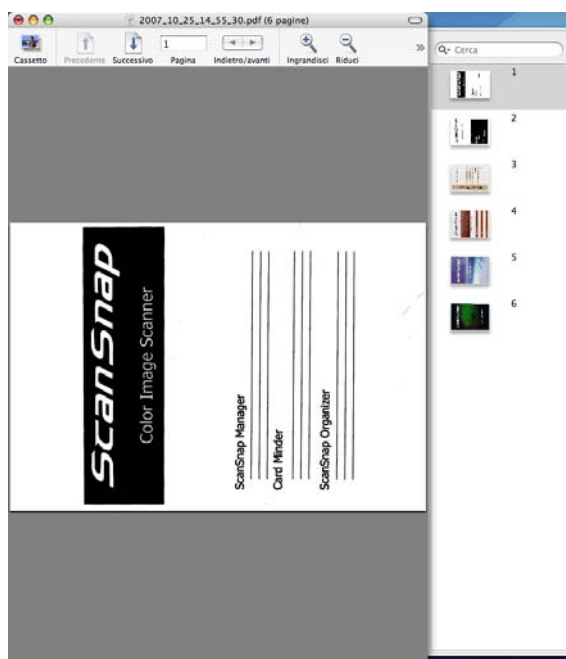 2007_10_25_14_55_30.pdf (6 pagine)
1
Cassetto Precedente Successivo Pagina Indietro/avanti Ingrandisci Riduci
»
Cerca
1
2
3
4
5
6
ScanSnap
Color Image Scanner
ScanSnap Manager
Card Minder
ScanSnap Organizer